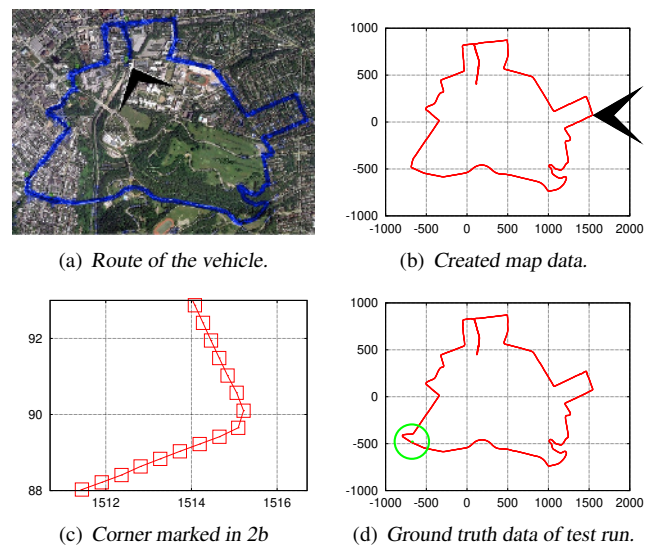 1000
500
0
-500
-1000
-1000 -500 0 500 1000 1500 2000
(a) Route of the vehicle.
(b) Created map data.
92
90
88
1512 1514 1516
1000
500
0
-500
-1000
-1000 -500 0 500 1000 1500 2000
(c) Corner marked in 2b
(d) Ground truth data of test run.